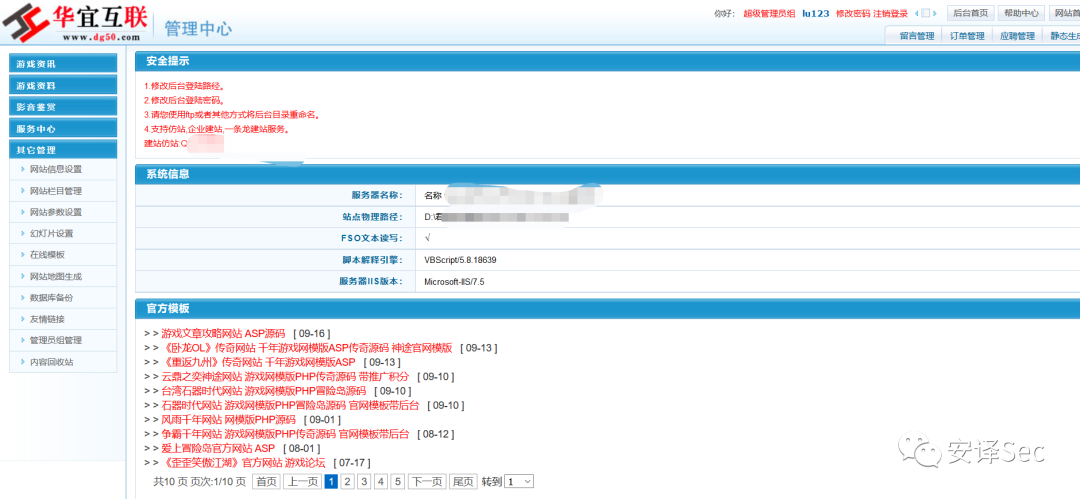 华宜互联
www.dg50.com
管理中心
你好： 超级管理员组 lu123 修改密码 注销登录 后台首页 帮助中心 网站首
留言管理 订单管理 应聘管理 静态生成
游戏资讯
游戏资料
影音鉴赏
服务中心
其它管理
网站信息设置
网站栏目管理
网站参数设置
幻灯片设置
在线模板
网站地图生成
数据库备份
友情链接
管理员组管理
内容回收站
安全提示
1.修改后台登陆路经。
2.修改后台登陆密码。
3.请您使用ftp或者其他方式将后台目录重命名。
4.支持仿站,企业建站,一条龙建站服务。
建站仿站 Q
系统信息
服务器名称： 名称
站点物理路径： D:\
FSO文本读写： √
脚本解释引擎： VBScript/5.8.18639
服务器IIS版本： Microsoft-IIS/7.5
官方模板
> > 游戏文章攻略网站 ASP源码 [ 09-16 ]
> > 《卧龙OL》传奇网站 千年游戏网模版ASP传奇源码 神途官网模版 [ 09-13 ]
> > 《重返九州》传奇网站 千年游戏网模版ASP [ 09-13 ]
> > 云鼎之奕神途网站 游戏网模版PHP传奇源码 带推广积分 [ 09-10 ]
> > 台湾石器时代网站 游戏网模版PHP冒险岛源码 [ 09-10 ]
> > 石器时代网站 游戏网模版PHP冒险岛源码 官网模板带后台 [ 09-10 ]
> > 风雨千年网站 网模版PHP源码 [ 09-01 ]
> > 争霸千年网站 游戏网模版PHP传奇源码 官网模板带后台 [ 08-12 ]
> > 爱上冒险岛官方网站 ASP [ 08-01 ]
> > 《歪歪笑傲江湖》官方网站 游戏论坛 [ 07-17 ]
共10 页 页次:1/10 页 首页 上一页 1 2 3 4 5 下一页 尾页 转到 1
安译Sec